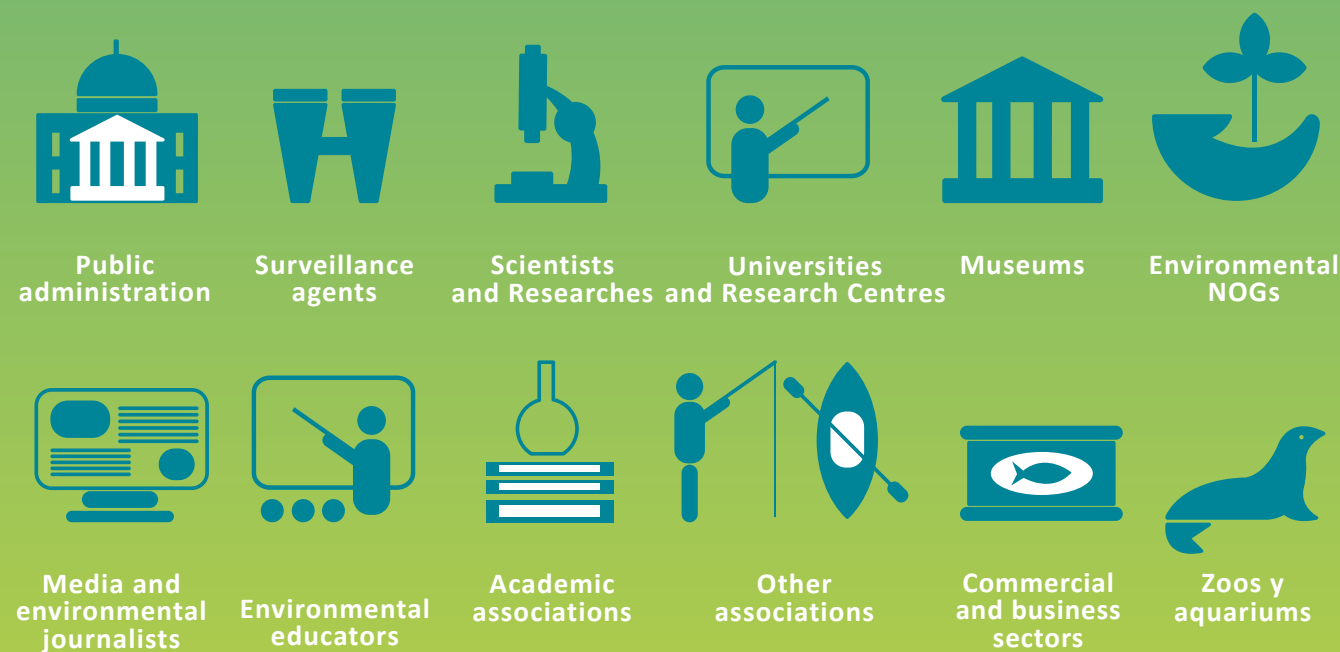 Public
administration
Surveillance
agents
Scientists
and Researches
Universities
and Research Centres
Museums
Environmental
NOGs
Media and
environmental
journalists
Environmental
educators
Academic
associations
Other
associations
Commercial
and business
sectors
Zoos y
aquariums